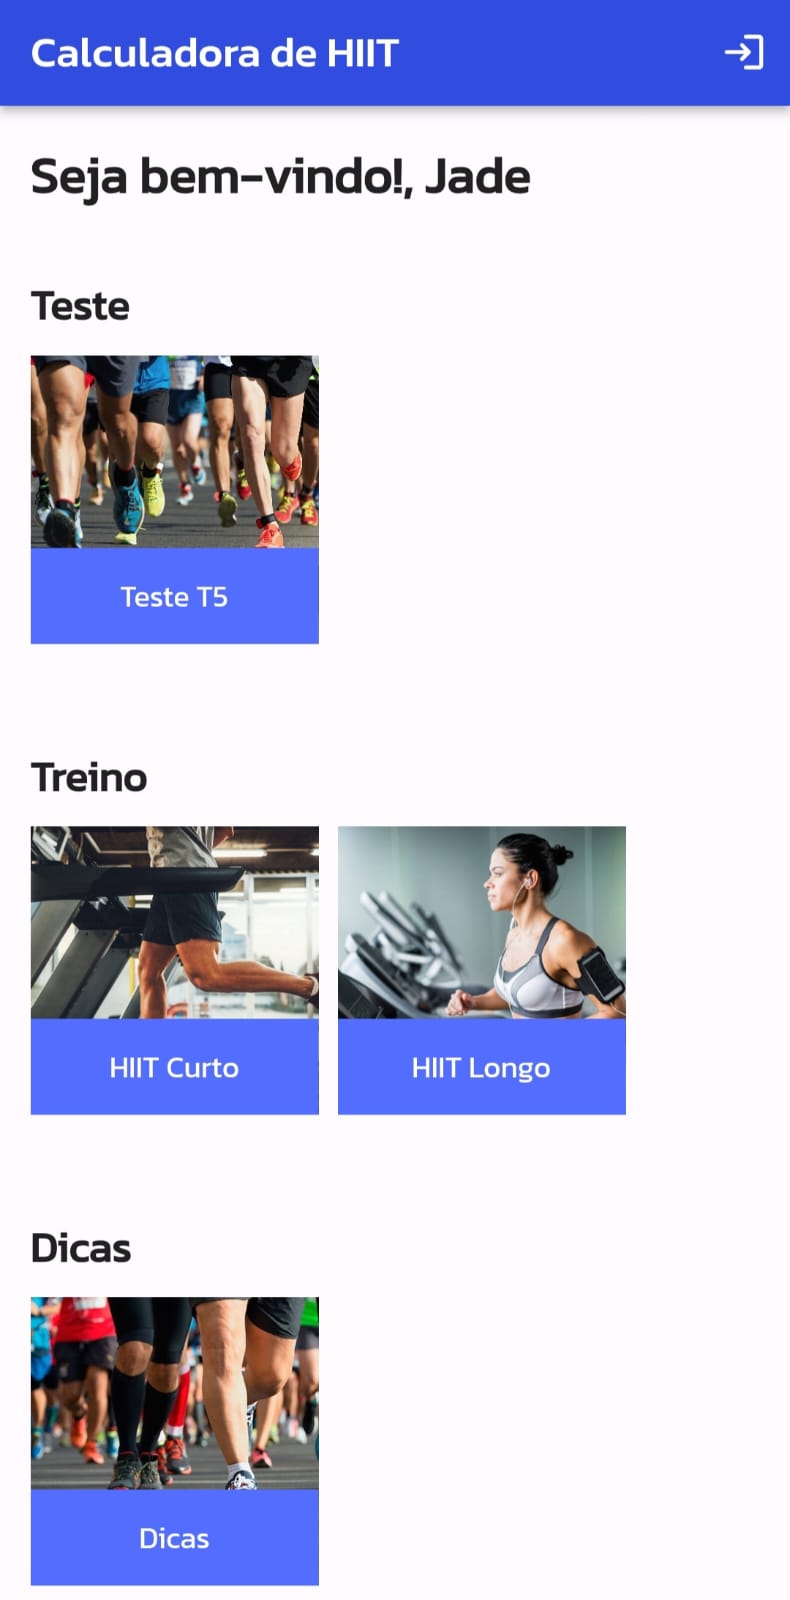 Calculadora de HIIT
Seja bem-vindo!, Jade
Teste
Teste T5
Treino
HIIT Curto
HIIT Longo
Dicas
Dicas